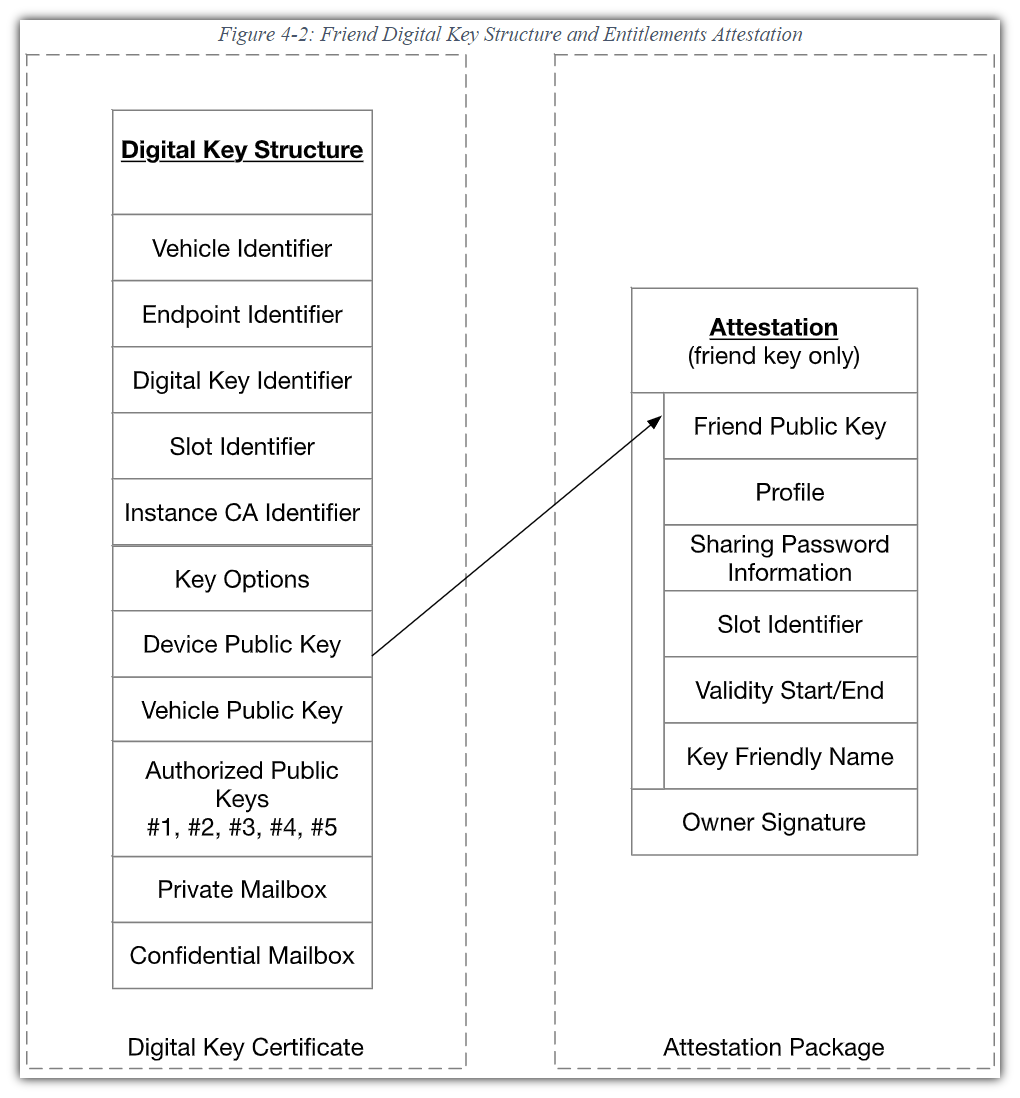 Figure 4-2: Friend Digital Key Structure and Entitlements Attestation
Digital Key Structure
Vehicle Identifier
Endpoint Identifier
Digital Key Identifier
Slot Identifier
Instance CA Identifier
Key Options
Device Public Key
Vehicle Public Key
Authorized Public
Keys
#1, #2, #3, #4, #5
Private Mailbox
Confidential Mailbox
Digital Key Certificate
Attestation
(friend key only)
Friend Public Key
Profile
Sharing Password
Information
Slot Identifier
Validity Start/End
Key Friendly Name
Owner Signature
Attestation Package